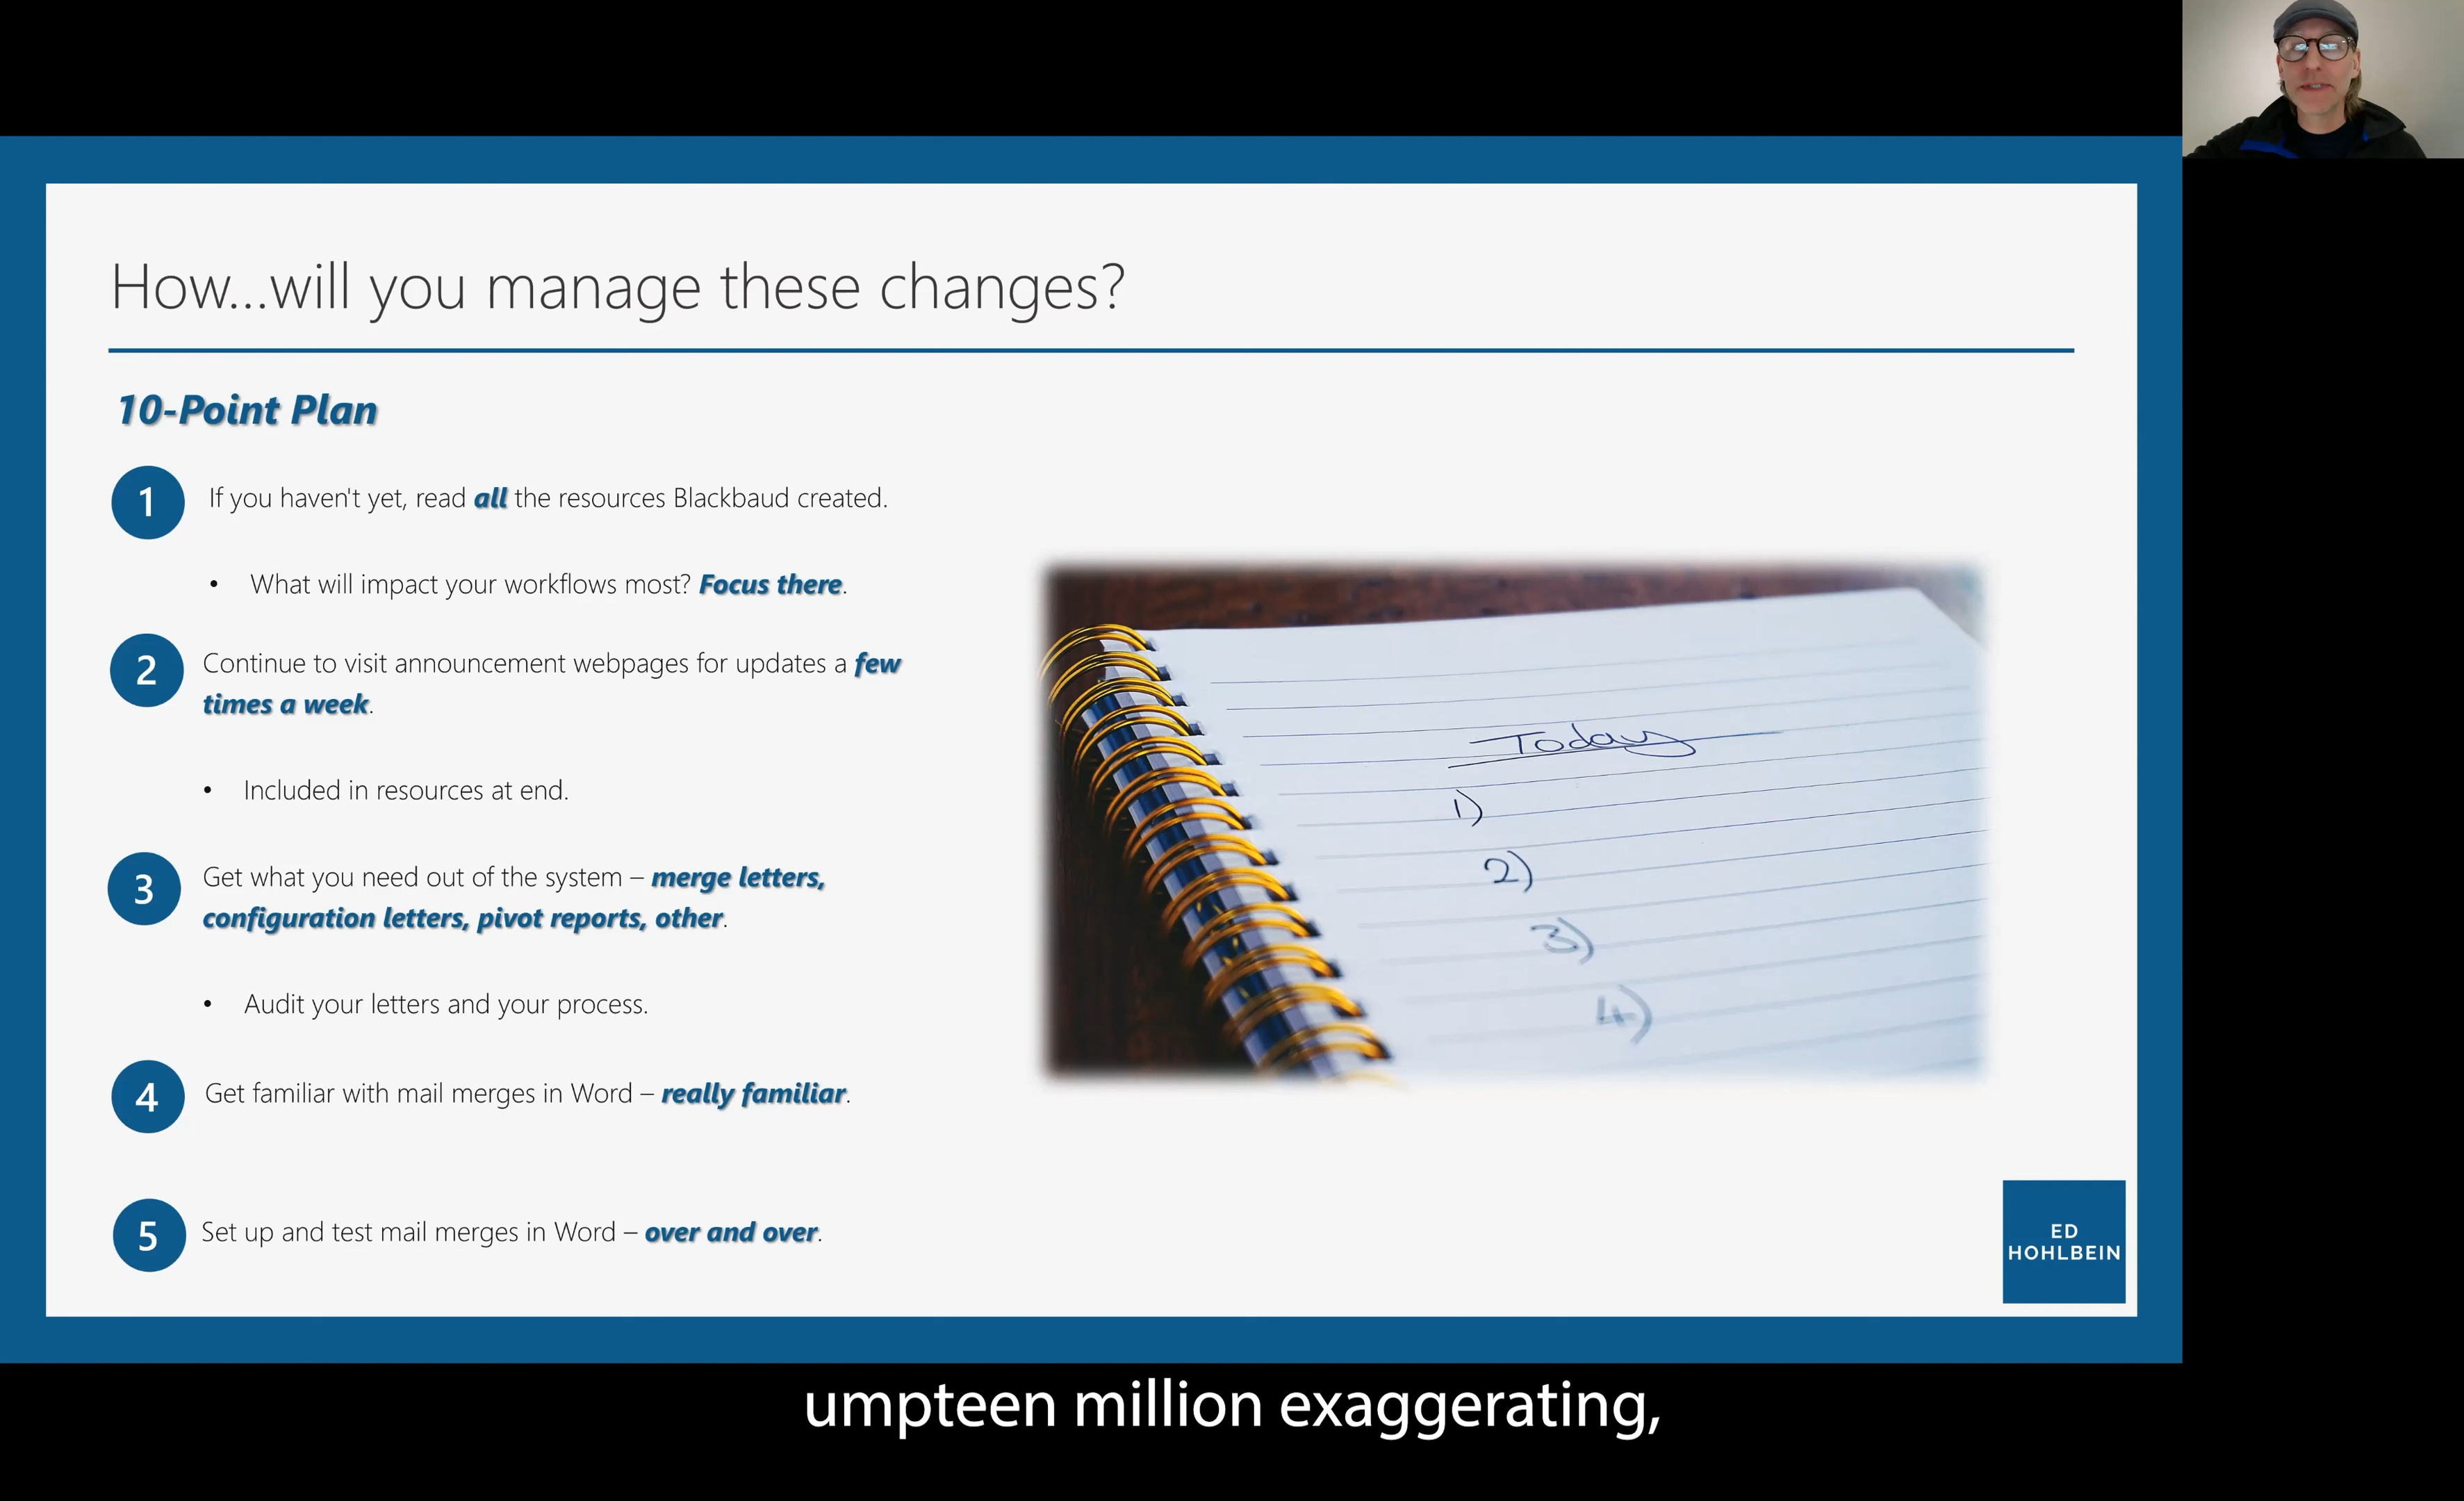 How...will you manage these changes?
10-Point Plan
1 If you haven't yet, read all the resources Blackbaud created.
• What will impact your workflows most? Focus there.
2 Continue to visit announcement webpages for updates a few
times a week.
• Included in resources at end.
3 Get what you need out of the system – merge letters,
configuration letters, pivot reports, other.
• Audit your letters and your process.
4 Get familiar with mail merges in Word – really familiar.
5 Set up and test mail merges in Word – over and over.
Today
1)
2)
3)
4)
ED
HOHLBEIN
umpteen million exaggerating,